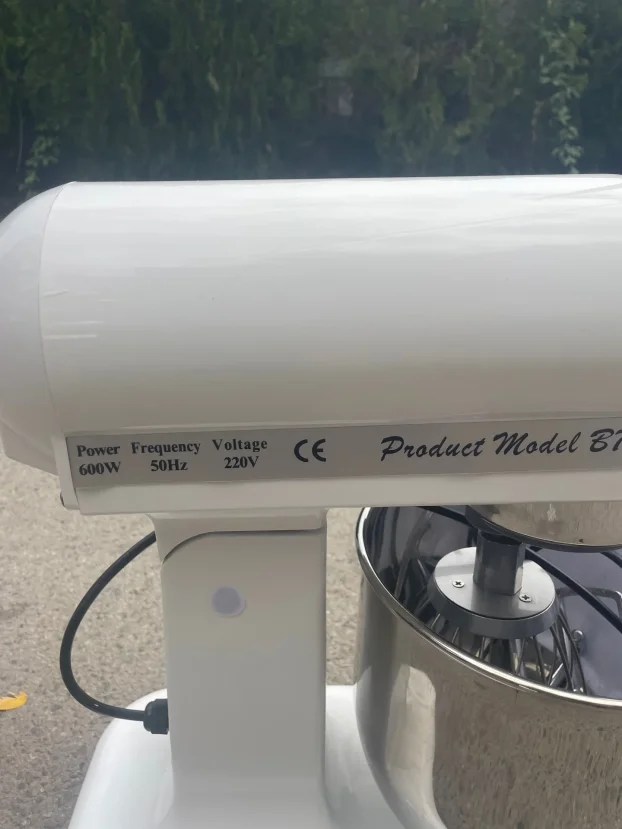 Power Frequency Voltage
600W 50Hz 220V
CE
Product Model